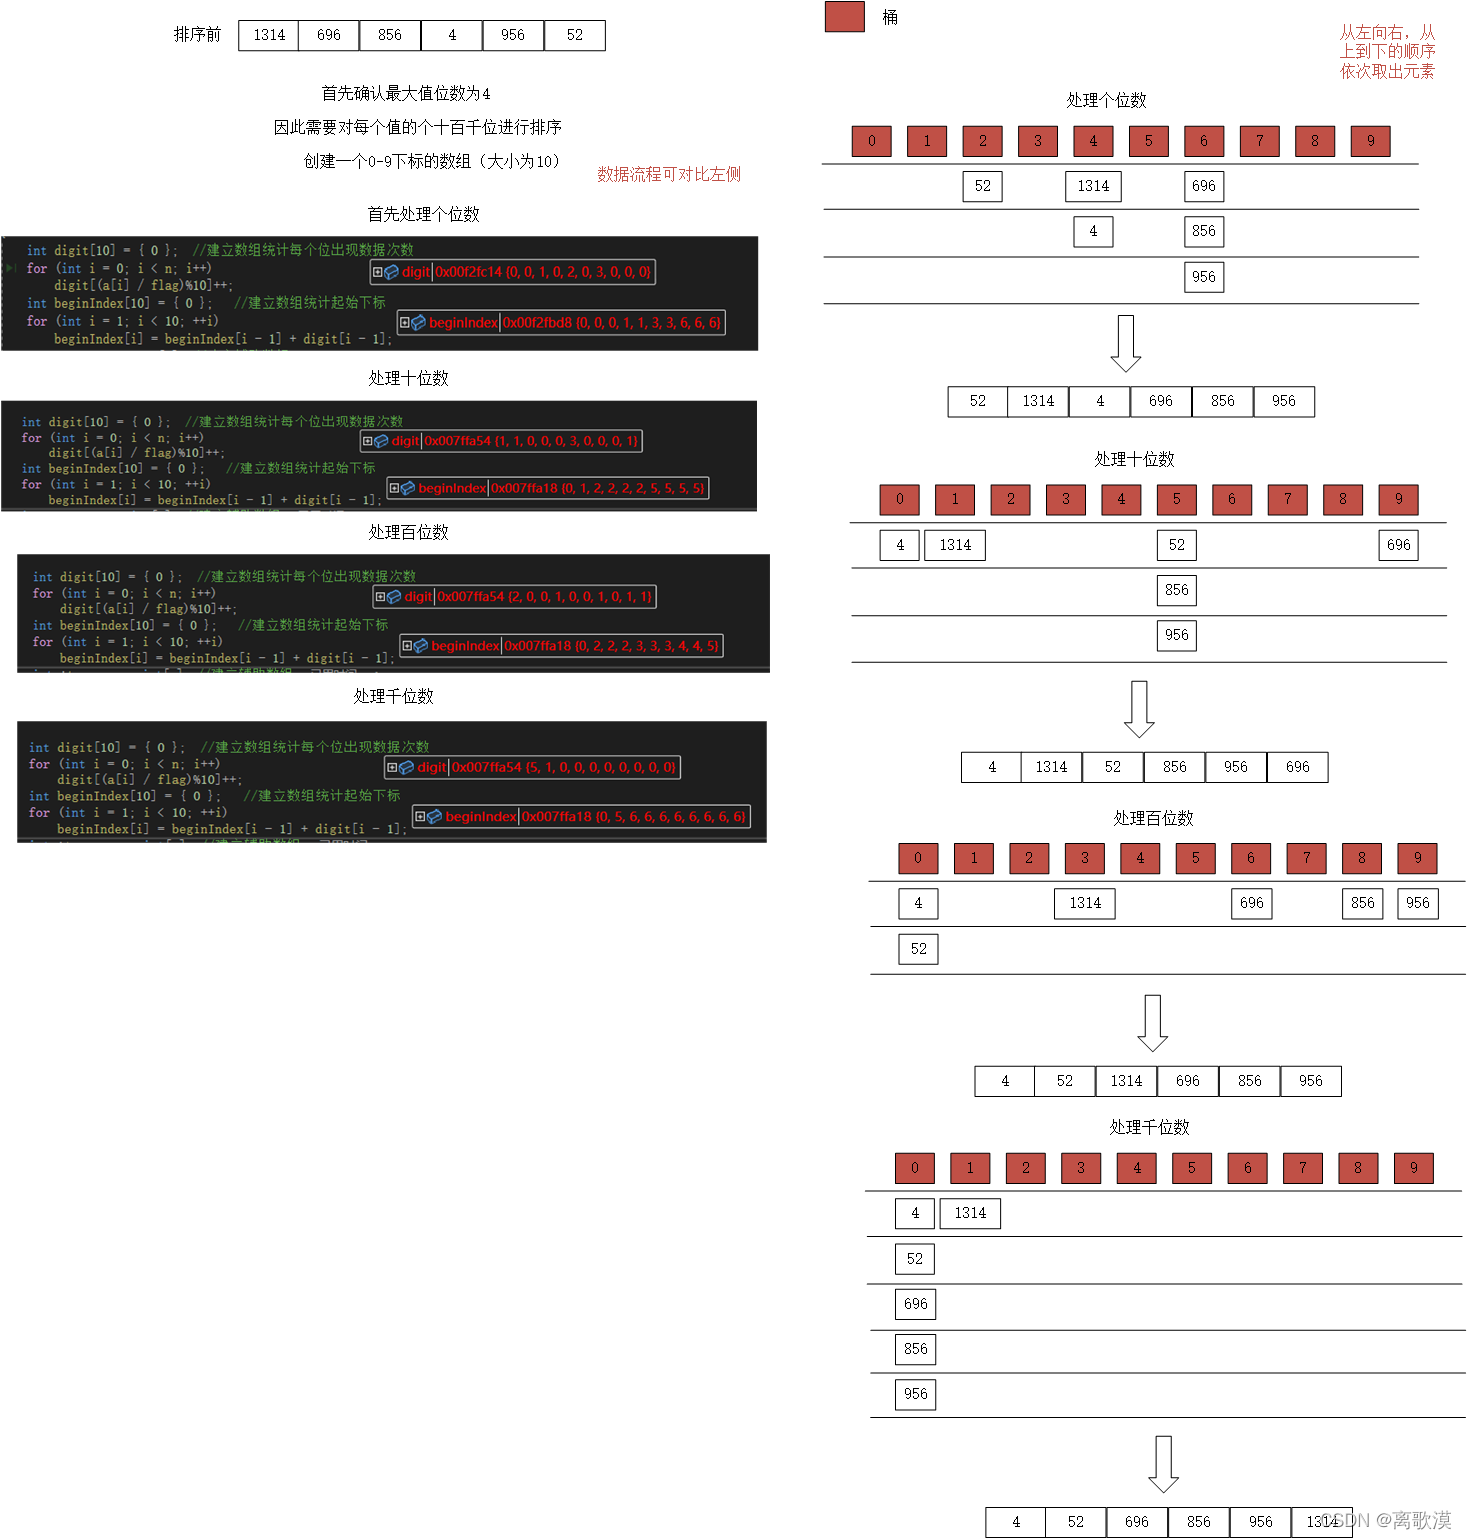 排序前 1314 696 856 4 956 52
首先确认最大值位数为4
因此需要对每个值的个十百千位进行排序
创建一个0-9下标的数组（大小为10）
数据流程可对比左侧
首先处理个位数
int digit[10] = { 0 }; //建立数组统计每个位出现数据次数
for (int i = 0; i < n; i++)
digit 0x00f2fc14 {0, 0, 1, 0, 2, 0, 3, 0, 0, 0}
digit[(a[i] / flag)%10]++;
int beginIndex[10] = { 0 }; //建立数组统计起始下标
for (int i = 1; i < 10; ++i)
beginIndex 0x00f2fbd8 {0, 0, 0, 1, 1, 3, 3, 6, 6, 6}
beginIndex[i] = beginIndex[i - 1] + digit[i - 1];
处理十位数
int digit[10] = { 0 }; //建立数组统计每个位出现数据次数
for (int i = 0; i < n; i++)
digit 0x007ffa54 {1, 1, 0, 0, 0, 3, 0, 0, 0, 1}
digit[(a[i] / flag)%10]++;
int beginIndex[10] = { 0 }; //建立数组统计起始下标
for (int i = 1; i < 10; ++i)
beginIndex 0x007ffa18 {0, 1, 2, 2, 2, 2, 5, 5, 5, 5}
beginIndex[i] = beginIndex[i - 1] + digit[i - 1];
处理百位数
int digit[10] = { 0 }; //建立数组统计每个位出现数据次数
for (int i = 0; i < n; i++)
digit 0x007ffa54 {2, 0, 0, 1, 0, 0, 1, 0, 1, 1}
digit[(a[i] / flag)%10]++;
int beginIndex[10] = { 0 }; //建立数组统计起始下标
for (int i = 1; i < 10; ++i)
beginIndex 0x007ffa18 {0, 2, 2, 2, 3, 3, 3, 4, 4, 5}
beginIndex[i] = beginIndex[i - 1] + digit[i - 1];
处理千位数
int digit[10] = { 0 }; //建立数组统计每个位出现数据次数
for (int i = 0; i < n; i++)
digit 0x007ffa54 {5, 1, 0, 0, 0, 0, 0, 0, 0, 0}
digit[(a[i] / flag)%10]++;
int beginIndex[10] = { 0 }; //建立数组统计起始下标
for (int i = 1; i < 10; ++i)
beginIndex 0x007ffa18 {0, 5, 6, 6, 6, 6, 6, 6, 6, 6}
beginIndex[i] = beginIndex[i - 1] + digit[i - 1];
桶
从左向右，从
上到下的顺序
依次取出元素
处理个位数
0 1 2 3 4 5 6 7 8 9
52 1314 696
4 856
956
52 1314 4 696 856 956
处理十位数
0 1 2 3 4 5 6 7 8 9
4 1314 52 696
856
956
4 1314 52 856 956 696
处理百位数
0 1 2 3 4 5 6 7 8 9
4 1314 696 856 956
52
4 52 1314 696 856 956
处理千位数
0 1 2 3 4 5 6 7 8 9
4 1314
52
696
856
956
4 52 696 856 956 1314
CSDN @离歌漠